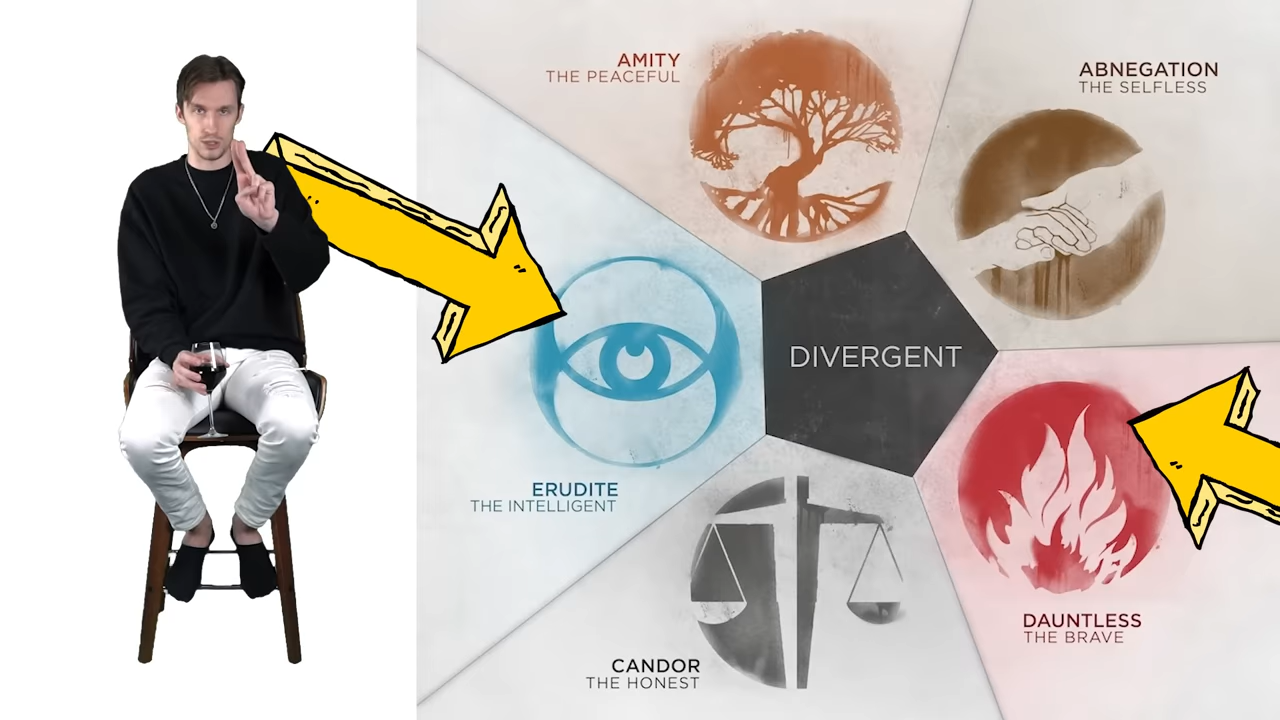 AMITY
THE PEACEFUL
ABNEGATION
THE SELFLESS
DIVERGENT
ERUDITE
THE INTELLIGENT
DAUNTLESS
THE BRAVE
CANDOR
THE HONEST